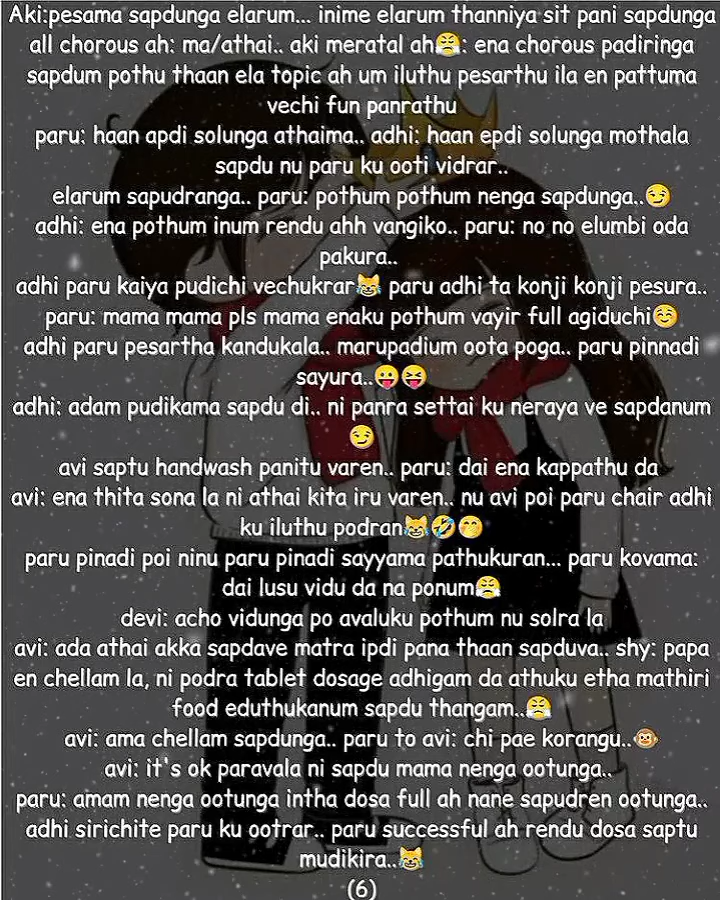 Aki:pesama sapdunga elarum... inime elarum thanniya sit pani sapdunga
all chorous ah: ma/athai.. aki meratal ah😤: ena chorous padiringa
sapdum pothu thaan ela topic ah um iluthu pesarthu ila en pattuma
vechi fun panrathu
paru: haan apdi solunga athaima.. adhi: haan epdi solunga mothala
sapdu nu paru ku ooti vidrar..
elarum sapudranga.. paru: pothum pothum nenga sapdunga..😏
adhi: ena pothum inum rendu ahh vangiko.. paru: no no elumbi oda
pakura..
adhi paru kaiya pudichi vechukrar😹 paru adhi ta konji konji pesura..
paru: mama mama pls mama enaku pothum vayir full agiduchi☺️
adhi paru pesartha kandukala.. marupadium oota poga.. paru pinnadi
sayura..😛😝
adhi: adam pudikama sapdu di.. ni panra settai ku neraya ve sapdanum
😏
avi saptu handwash panitu varen.. paru: dai ena kappathu da
avi: ena thita sona la ni athai kita iru varen.. nu avi poi paru chair adhi
ku iluthu podran😹🤣🤭
paru pinadi poi ninu paru pinadi sayyama pathukuran... paru kovama:
dai lusu vidu da na ponum😤
devi: acho vidunga po avaluku pothum nu solra la
avi: ada athai akka sapdave matra ipdi pana thaan sapduva.. shy: papa
en chellam la, ni podra tablet dosage adhigam da athuku etha mathiri
food eduthukanum sapdu thangam..😤
avi: ama chellam sapdunga.. paru to avi: chi pae korangu..🐵
avi: it's ok paravala ni sapdu mama nenga ootunga..
paru: amam nenga ootunga intha dosa full ah nane sapudren ootunga..
adhi sirichite paru ku ootrar.. paru successful ah rendu dosa saptu
mudikira..😹
(6)